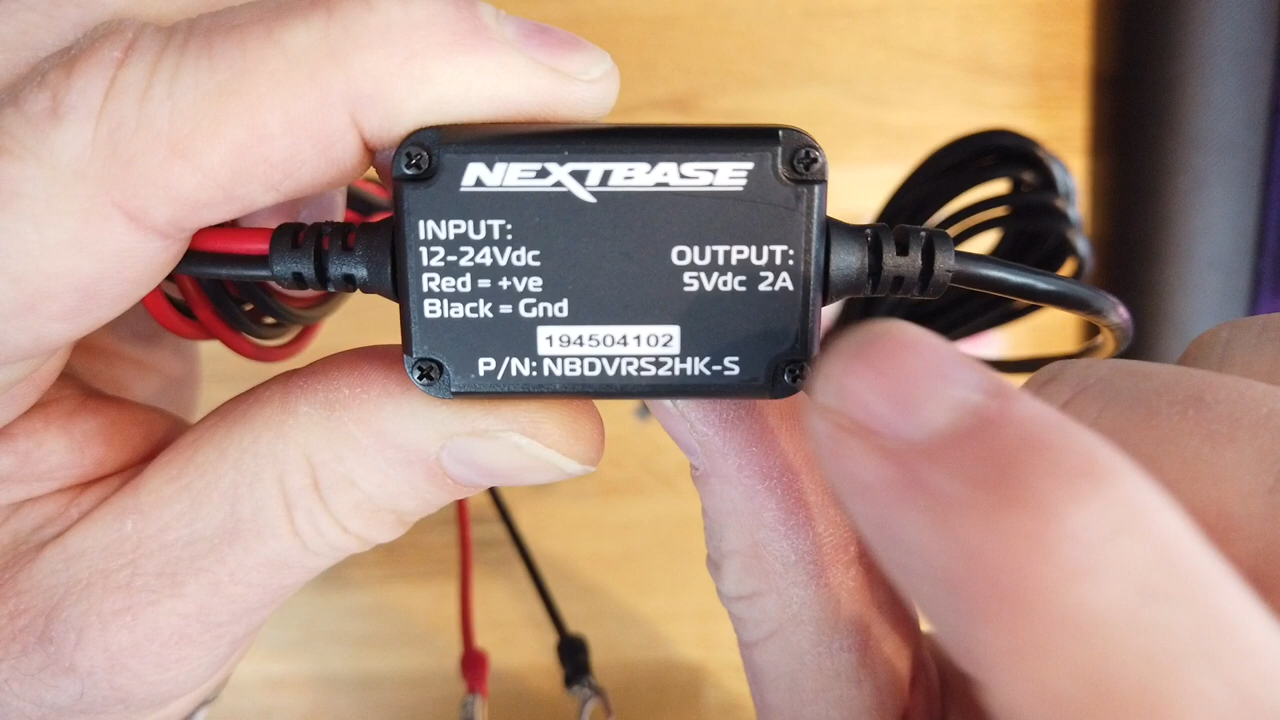 NEXTBASE
INPUT:
12-24Vdc
Red = +ve
Black = Gnd
OUTPUT:
5Vdc 2A
194504102
P/N: NBDVRS2HK-S